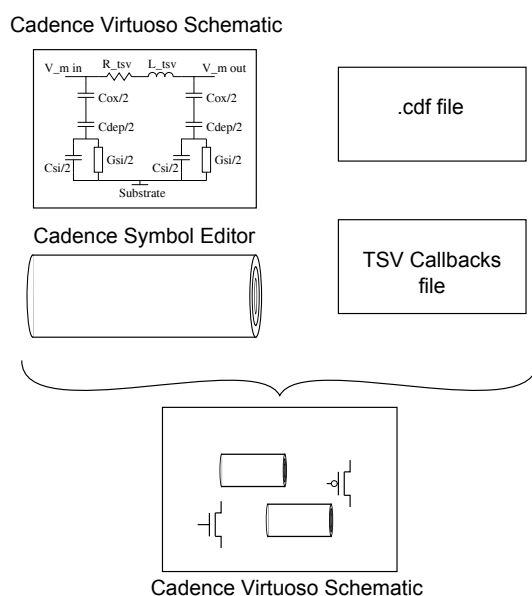 Cadence Virtuoso Schematic
V_m in R_tsv L_tsv V_m out
Cox/2 Cox/2
Cdep/2 Cdep/2
Csi/2 Gsi/2 Csi/2 Gsi/2
Substrate
.cdf file
Cadence Symbol Editor
TSV Callbacks
file
Cadence Virtuoso Schematic